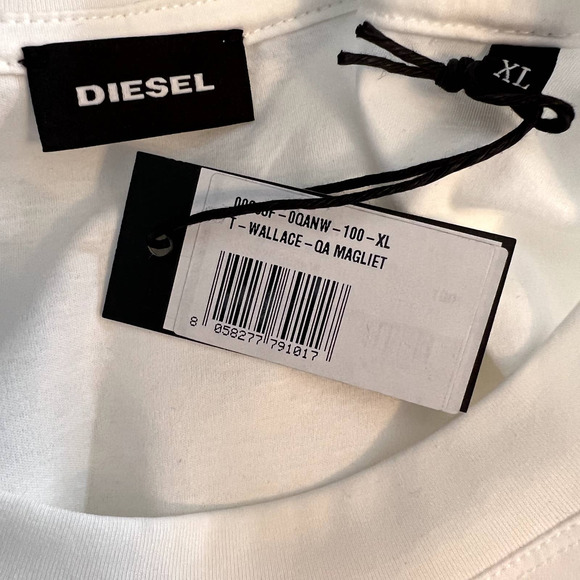 DIESEL
XL
0QANW-100-XL
T-WALLACE-QA MAGLIET
8 058277 791017